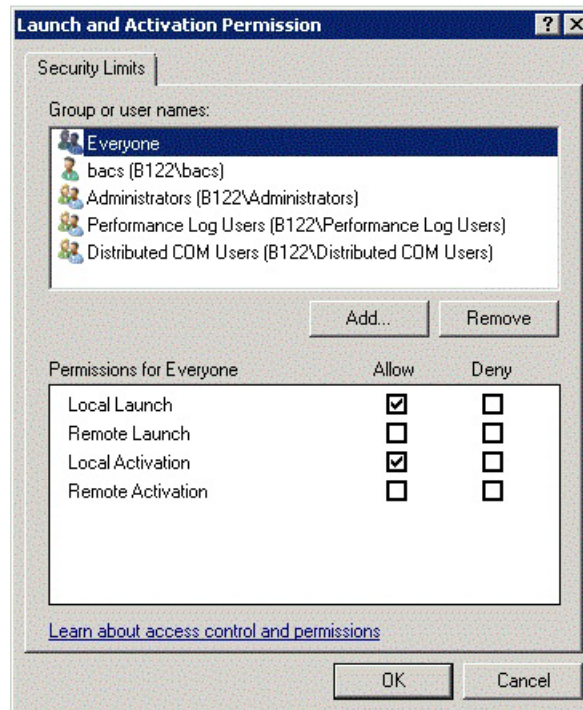 Launch and Activation Permission
Security Limits
Group or user names:
Everyone
bacs (B122\bacs)
Administrators (B122\Administrators)
Performance Log Users (B122\Performance Log Users)
Distributed COM Users (B122\Distributed COM Users)
Add... Remove
Permissions for Everyone Allow Deny
Local Launch
Remote Launch
Local Activation
Remote Activation
Learn about access control and permissions
OK Cancel